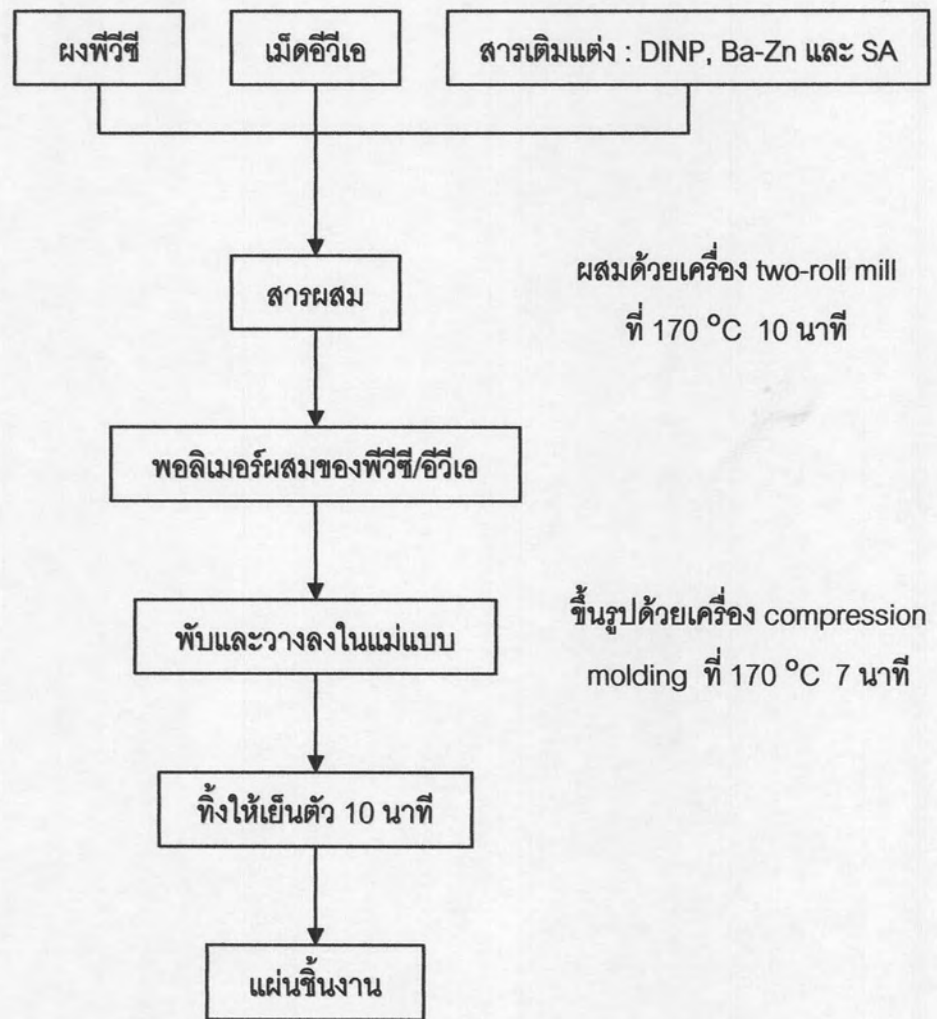 ผงพีวีซี
เม็ดอีวีเอ
สารเติมแต่ง : DINP, Ba-Zn และ SA
สารผสม
ผสมด้วยเครื่อง two-roll mill
ที่ 170 °C 10 นาที
พอลิเมอร์ผสมของพีวีซี/อีวีเอ
พับและวางลงในแม่แบบ
ขึ้นรูปด้วยเครื่อง compression
molding ที่ 170 °C 7 นาที
ทิ้งให้เย็นตัว 10 นาที
แผ่นชิ้นงาน